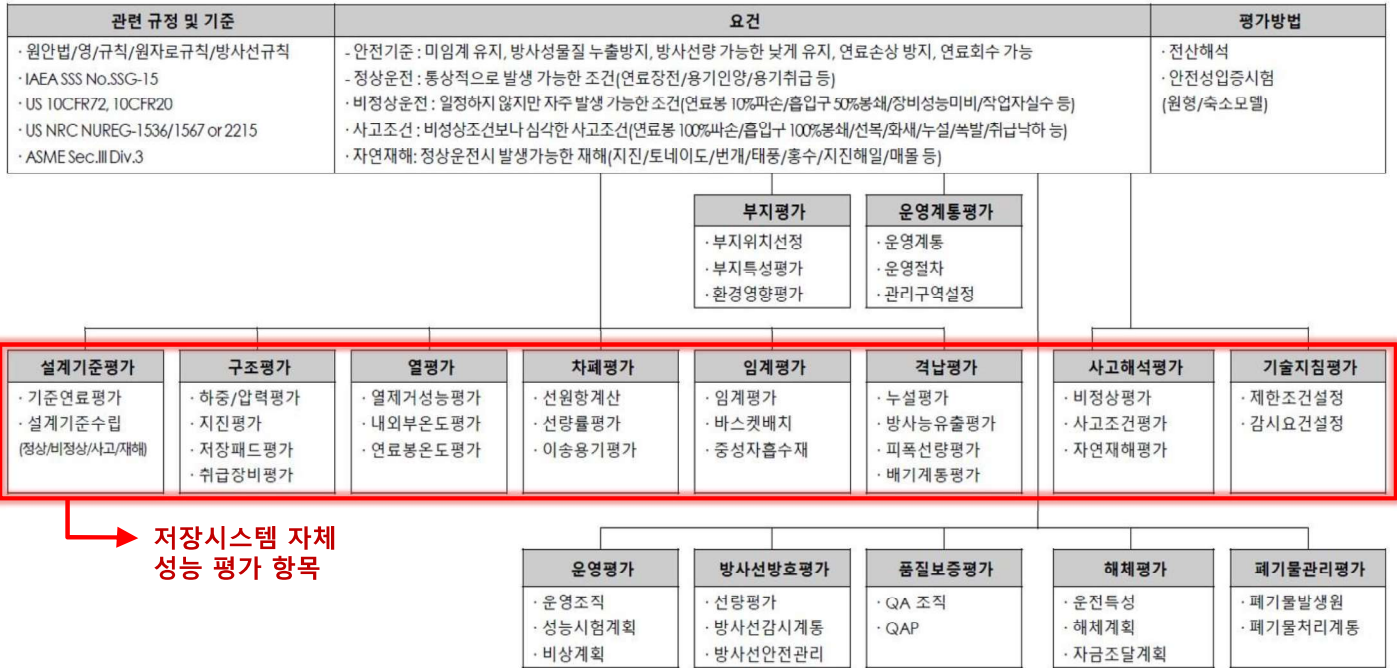 관련 규정 및 기준
· 원안법/영/규칙/원자로규칙/방사선규칙
· IAEA SSS No.SSG-15
· US 10CFR72, 10CFR20
· US NRC NUREG-1536/1567 or 2215
· ASME Sec.III Div.3
요건
- 안전기준 : 미임계 유지, 방사성물질 누출방지, 방사선량 가능한 낮게 유지, 연료손상 방지, 연료회수 가능
- 정상운전 : 통상적으로 발생 가능한 조건(연료장전/용기인양/용기취급 등)
· 비정상운전 : 일정하지 않지만 자주 발생 가능한 조건(연료봉 10%파손/흡입구 50%봉쇄/장비성능미비/작업자실수 등)
· 사고조건 : 비성상조건보나 심각한 사고조건(연료봉 100%파손/흡입구 100%봉쇄/선복/화새/누설/폭발/취급낙하 등)
· 자연재해: 정상운전시 발생가능한 재해(지진/토네이도/번개/태풍/홍수/지진해일/매몰 등)
평가방법
· 전산해석
· 안전성입증시험
(원형/축소모델)
부지평가
· 부지위치선정
· 부지특성평가
· 환경영향평가
운영계통평가
· 운영계통
· 운영절차
· 관리구역설정
설계기준평가
· 기준연료평가
· 설계기준수립
(정상/비정상/사고/재해)
구조평가
· 하중/압력평가
· 지진평가
· 저장패드평가
· 취급장비평가
열평가
· 열제거성능평가
· 내외부온도평가
· 연료봉온도평가
차폐평가
· 선원항계산
· 선량률평가
· 이송용기평가
임계평가
· 임계평가
· 바스켓배치
· 중성자흡수재
격납평가
· 누설평가
· 방사능유출평가
· 피폭선량평가
· 배기계통평가
사고해석평가
· 비정상평가
· 사고조건평가
· 자연재해평가
기술지침평가
· 제한조건설정
· 감시요건설정
저장시스템 자체
성능 평가 항목
운영평가
· 운영조직
· 성능시험계획
· 비상계획
방사선방호평가
· 선량평가
· 방사선감시계통
· 방사선안전관리
품질보증평가
· QA 조직
· QAP
해체평가
· 운전특성
· 해체계획
· 자금조달계획
폐기물관리평가
· 폐기물발생원
· 폐기물처리계통